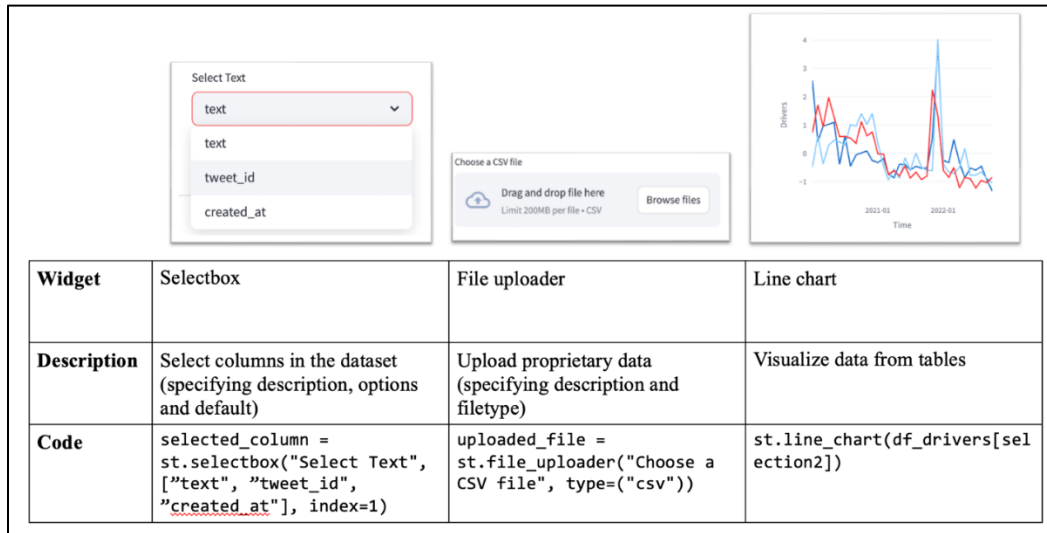 Select Text
text
text
tweet_id
created_at
Choose a CSV file
Drag and drop file here
Limit 200MB per file • CSV
Browse files
4
3
2
1
0
−1
Drivers
2021-01
2022-01
Time
Widget
Selectbox
File uploader
Line chart
Description
Select columns in the dataset
(specifying description, options
and default)
Upload proprietary data
(specifying description and
filetype)
Visualize data from tables
Code
selected_column =
st.selectbox("Select Text",
[”text", ”tweet_id",
”created_at"], index=1)
uploaded_file =
st.file_uploader("Choose a
CSV file", type=("csv"))
st.line_chart(df_drivers[sel
ection2])